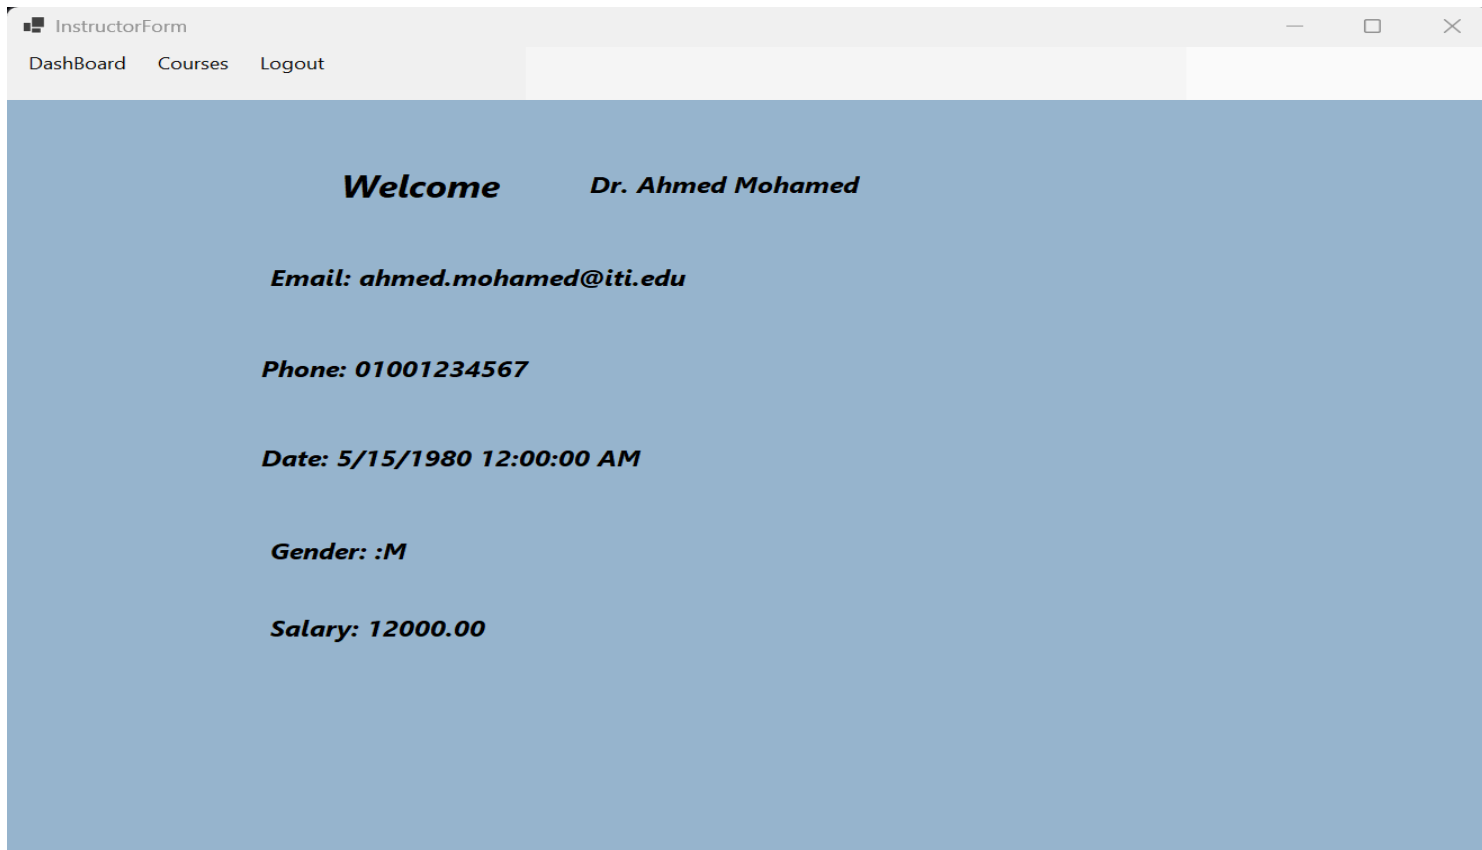 InstructorForm
DashBoard Courses Logout
Welcome Dr. Ahmed Mohamed
Email: ahmed.mohamed@iti.edu
Phone: 01001234567
Date: 5/15/1980 12:00:00 AM
Gender: :M
Salary: 12000.00